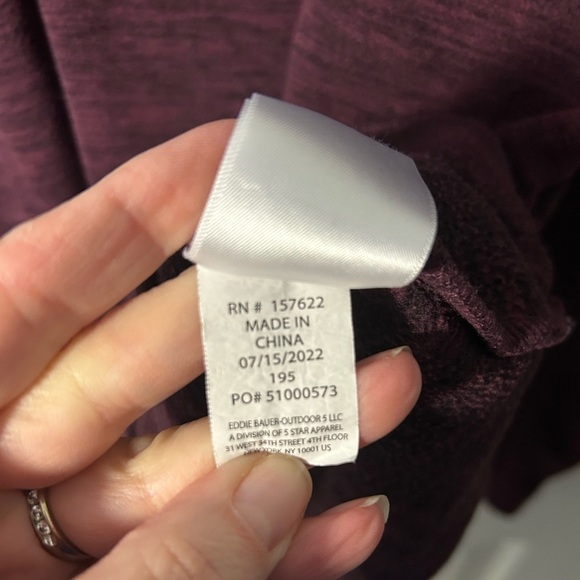 RN # 157622
MADE IN
CHINA
07/15/2022
195
PO# 51000573
EDDIE BAUER-OUTDOOR 5 LLC
A DIVISION OF 5 STAR APPAREL
31 WEST 34TH STREET 4TH FLOOR
NEW YORK NY 10001 US